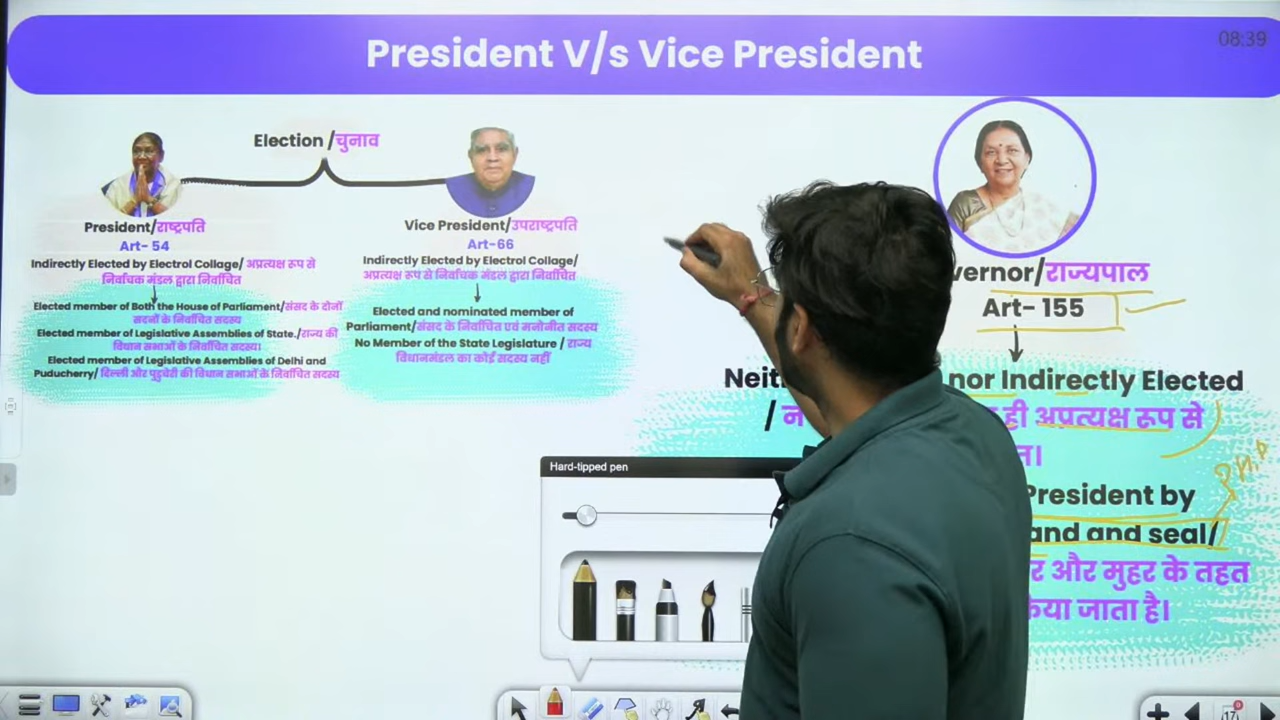 President V/s Vice President
08:39
Election /चुनाव
President/राष्ट्रपति
Art- 54
Indirectly Elected by Electrol Collage/ अप्रत्यक्ष रूप से
निर्वाचक मंडल द्वारा निर्वाचित
Elected member of Both the House of Parliament/संसद के दोनों
सदनों के निर्वाचित सदस्य
Elected member of Legislative Assemblies of State./राज्य की
विधान सभाओं के निर्वाचित सदस्य।
Elected member of Legislative Assemblies of Delhi and
Puducherry/ दिल्ली और पुडुचेरी की विधान सभाओं के निर्वाचित सदस्य
Vice President/उपराष्ट्रपति
Art-66
Indirectly Elected by Electrol Collage/
अप्रत्यक्ष रूप से निर्वाचक मंडल द्वारा निर्वाचित
Elected and nominated member of
Parliament/संसद के निर्वाचित एवं मनोनीत सदस्य
No Member of the State Legislature / राज्य
विधानमंडल का कोई सदस्य नहीं
vernor/राज्यपाल
Art- 155
nor Indirectly Elected
/ ही अप्रत्यक्ष रूप से
President by
and and seal/
और मुहर के तहत
किया जाता है।
Hard-tipped pen
17